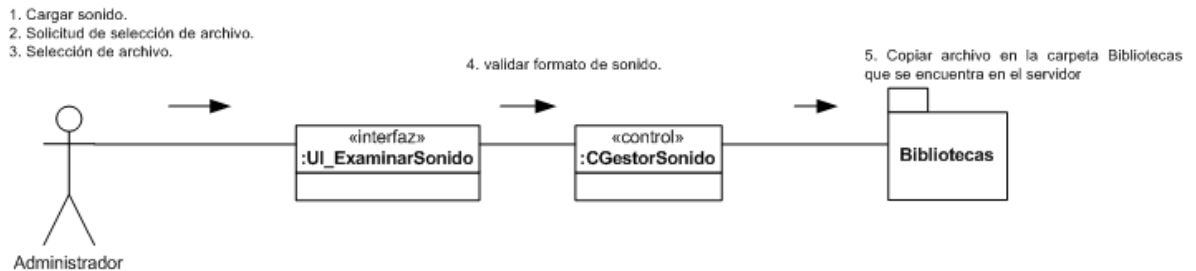 1. Cargar sonido.
2. Solicitud de selección de archivo.
3. Selección de archivo.
4. validar formato de sonido.
5. Copiar archivo en la carpeta Bibliotecas
que se encuentra en el servidor
«interfaz»
:UI_ExaminarSonido
«control»
:CGestorSonido
Bibliotecas
Administrador